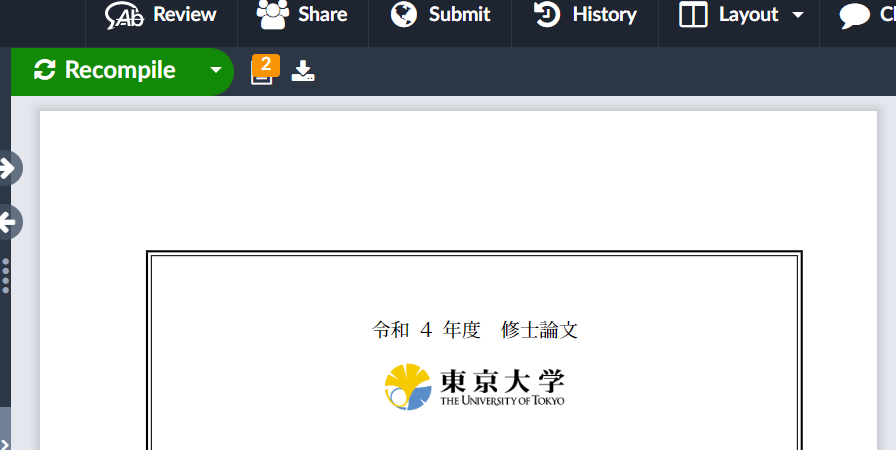 Review Share Submit History Layout
Recompile 2
令和 4 年度 修士論文
東京大学
THE UNIVERSITY OF TOKYO